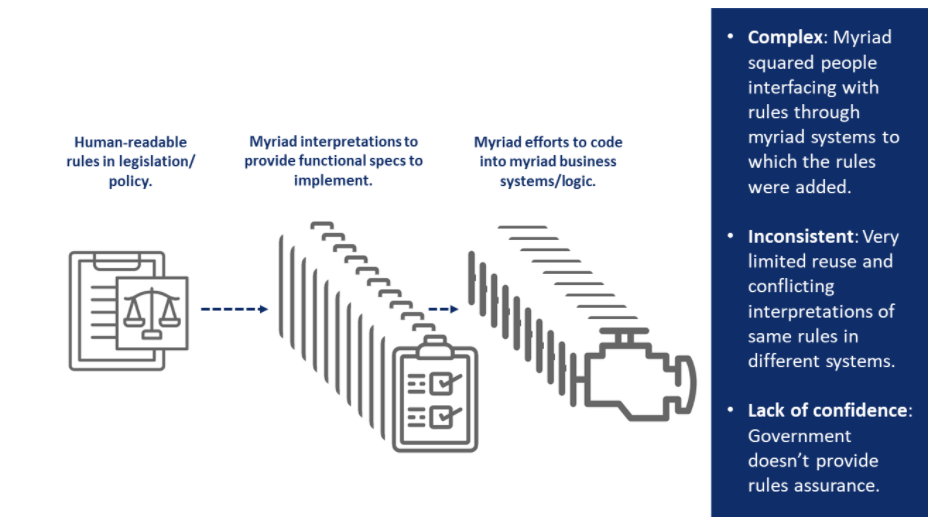 Human-readable
rules in legislation/
policy.
Myriad interpretations to
provide functional specs to
implement.
Myriad efforts to code
into myriad business
systems/logic.
• Complex: Myriad
squared people
interfacing with
rules through
myriad systems to
which the rules
were added.
• Inconsistent: Very
limited reuse and
conflicting
interpretations of
same rules in
different systems.
• Lack of confidence:
Government
doesn’t provide
rules assurance.